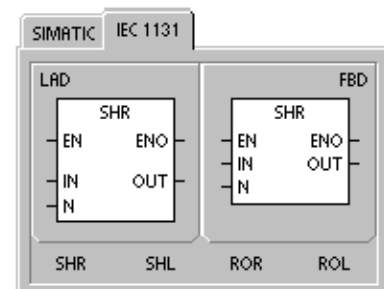 SIMATIC IEC 1131
LAD FBD
SHR SHR
EN ENO EN ENO
IN OUT IN OUT
N N
SHR SHL ROR ROL